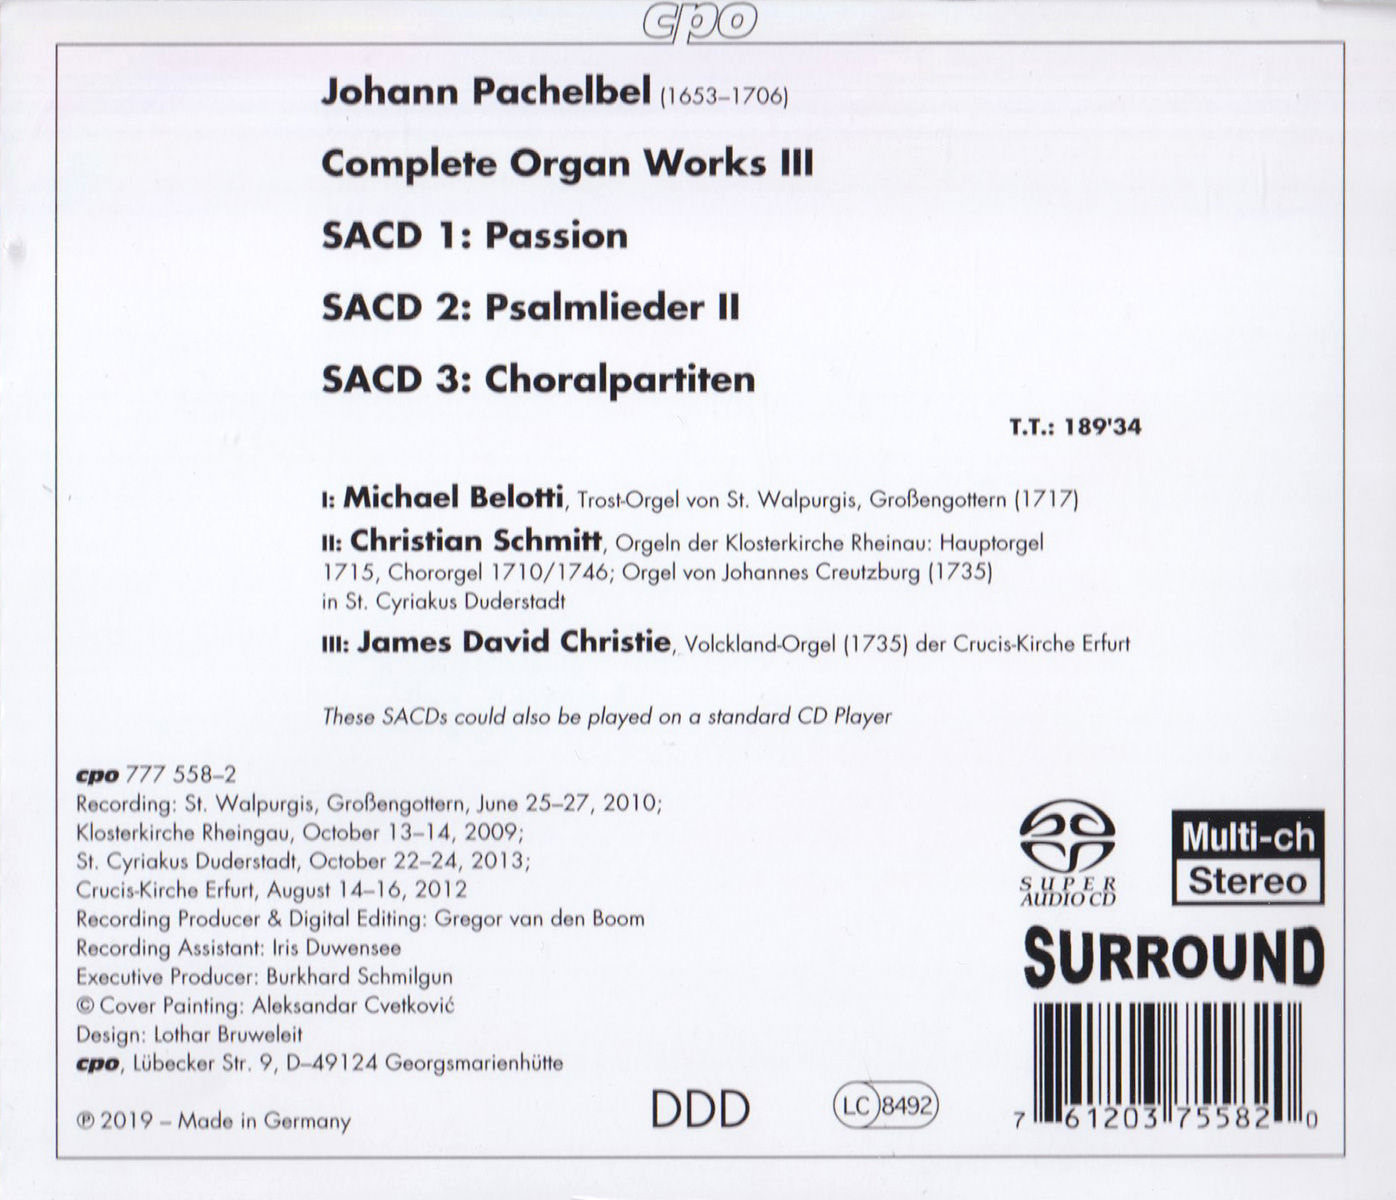 cpo
Johann Pachelbel (1653–1706)
Complete Organ Works III
SACD 1: Passion
SACD 2: Psalmlieder II
SACD 3: Choralpartiten
T.T.: 189'34
I: Michael Belotti, Trost-Orgel von St. Walpurgis, Großengottern (1717)
II: Christian Schmitt, Orgeln der Klosterkirche Rheinau: Hauptorgel
1715, Chororgel 1710/1746; Orgel von Johannes Creutzburg (1735)
in St. Cyriakus Duderstadt
III: James David Christie, Volckland-Orgel (1735) der Crucis-Kirche Erfurt
These SACDs could also be played on a standard CD Player
cpo 777 558–2
Recording: St. Walpurgis, Großengottern, June 25–27, 2010;
Klosterkirche Rheingau, October 13–14, 2009;
St. Cyriakus Duderstadt, October 22–24, 2013;
Crucis-Kirche Erfurt, August 14–16, 2012
Recording Producer & Digital Editing: Gregor van den Boom
Recording Assistant: Iris Duwensee
Executive Producer: Burkhard Schmilgun
© Cover Painting: Aleksandar Cvetković
Design: Lothar Bruweleit
cpo, Lübecker Str. 9, D–49124 Georgsmarienhütte
℗ 2019 – Made in Germany
DDD
LC 8492
SUPER
AUDIO CD
Multi-ch
Stereo
SURROUND
7 61203 75582 0